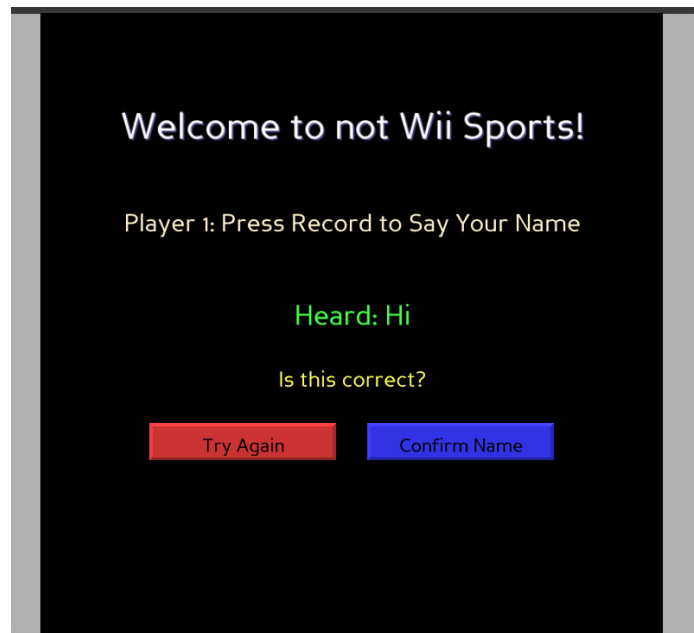 Welcome to not Wii Sports!
Player 1: Press Record to Say Your Name
Heard: Hi
Is this correct?
Try Again
Confirm Name